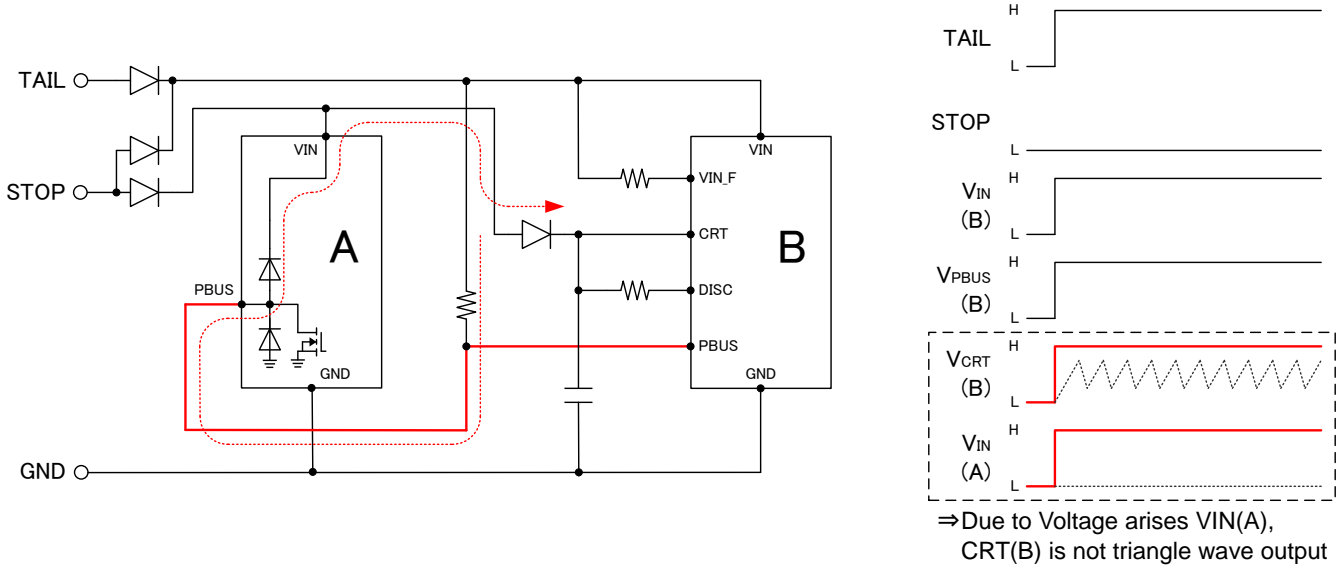 TAIL
STOP
GND
VIN
A
PBUS
GND
VIN
VIN_F
CRT
B
DISC
PBUS
GND
TAIL
H
L
STOP
L
VIN
(B)
H
L
VPBUS
(B)
H
L
VCRT
(B)
H
L
VIN
(A)
H
L
⇒Due to Voltage arises VIN(A),
CRT(B) is not triangle wave output